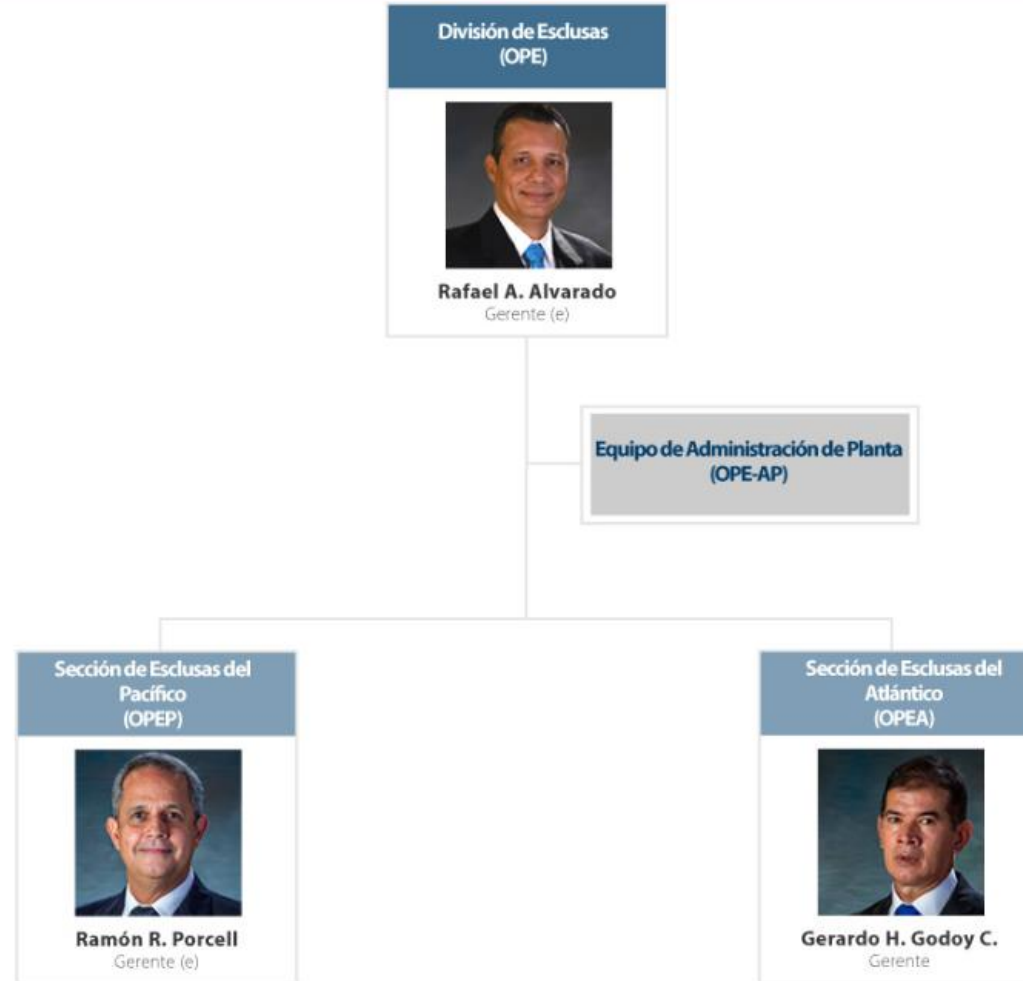 División de Esclusas
(OPE)
Rafael A. Alvarado
Gerente (e)
Equipo de Administración de Planta
(OPE-AP)
Sección de Esclusas del
Pacífico
(OPEP)
Ramón R. Porcell
Gerente (e)
Sección de Esclusas del
Atlántico
(OPEA)
Gerardo H. Godoy C.
Gerente